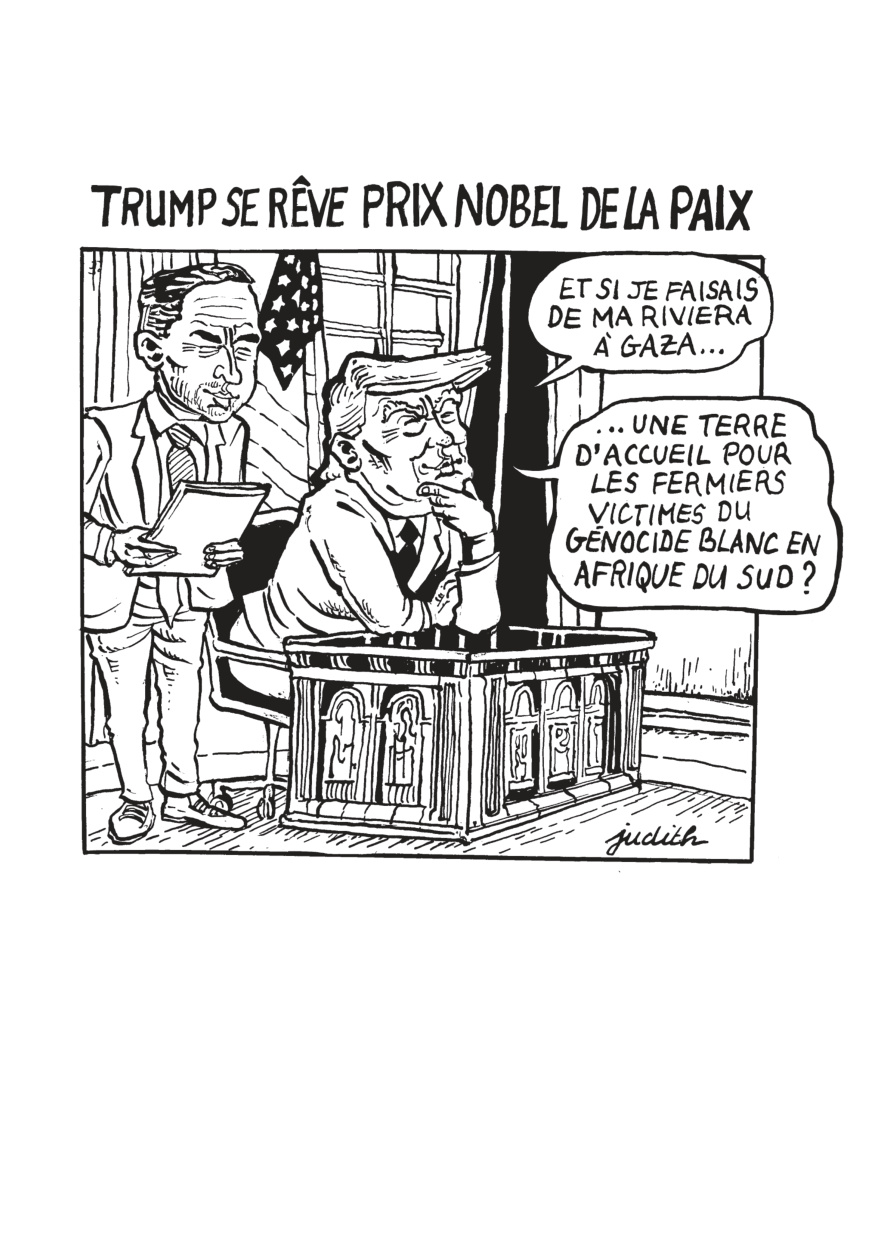 TRUMP SE RÊVE PRIX NOBEL DE LA PAIX
ET SI JE FAISAIS
DE MA RIVIERA
À GAZA...
...UNE TERRE
D'ACCUEIL POUR
LES FERMIERS
VICTIMES DU
GÉNOCIDE BLANC EN
AFRIQUE DU SUD ?
judith